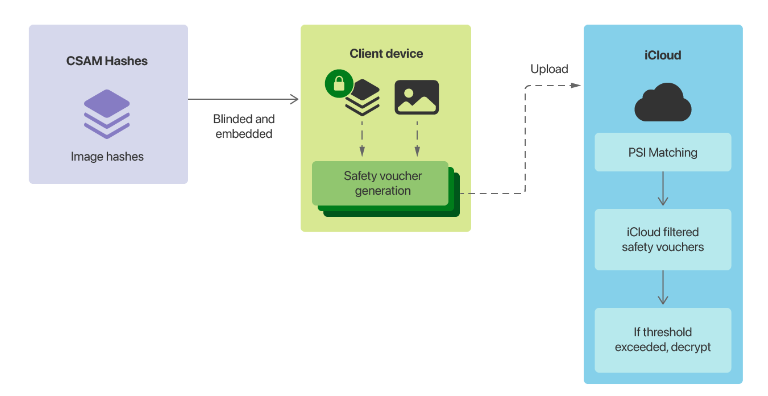 CSAM Hashes
Image hashes
Blinded and
embedded
Client device
Safety voucher
generation
Upload
iCloud
PSI Matching
iCloud filtered
safety vouchers
If threshold
exceeded, decrypt